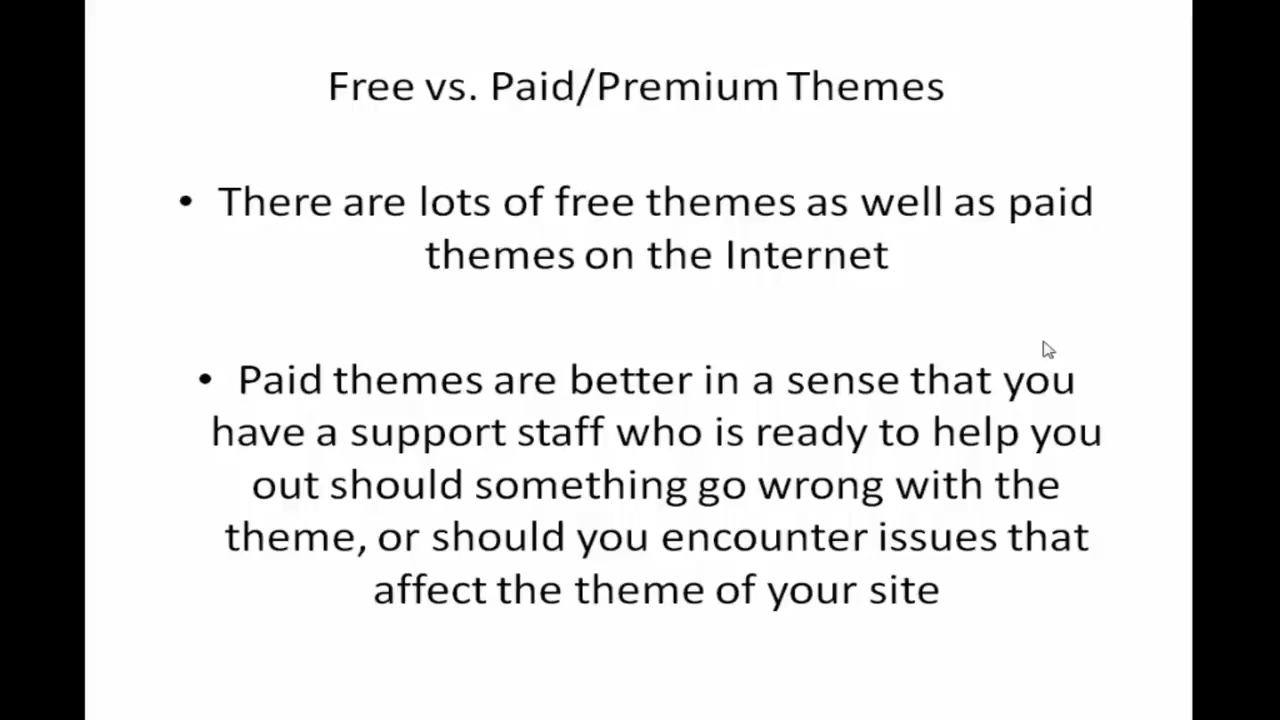 Free vs. Paid/Premium Themes
• There are lots of free themes as well as paid
themes on the Internet
• Paid themes are better in a sense that you
have a support staff who is ready to help you
out should something go wrong with the
theme, or should you encounter issues that
affect the theme of your site